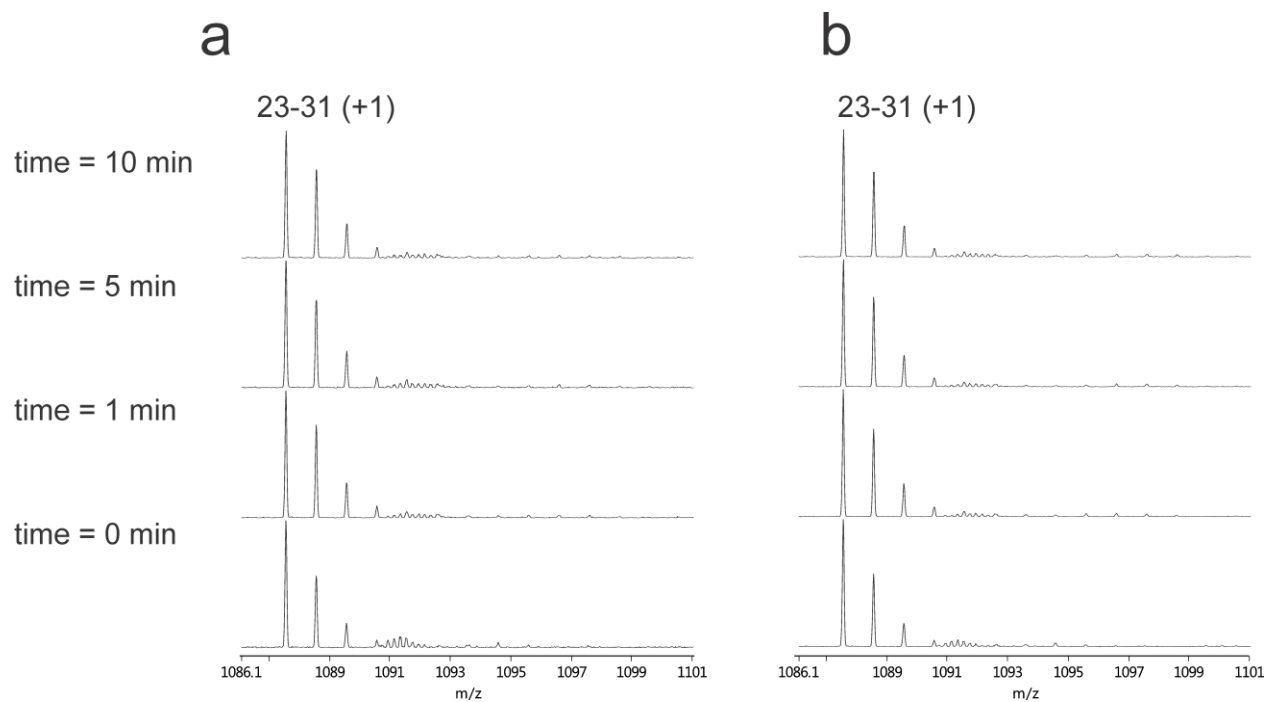 a b
23-31 (+1) 23-31 (+1)
time = 10 min
time = 5 min
time = 1 min
time = 0 min
1086.1 1089 1091 1093 1095 1097 1099 1101 1086.1 1089 1091 1093 1095 1097 1099 1101
m/z m/z